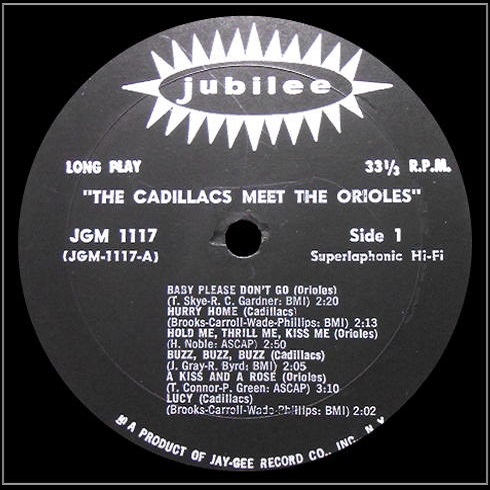 jubilee
LONG PLAY 33 1/3 R.P.M.
"THE CADILLACS MEET THE ORIOLES"
JGM 1117 Side 1
(JGM-1117-A) Superlaphonic Hi-Fi
BABY PLEASE DON'T GO (Orioles)
(T. Skye-R. C. Gardner: BMI) 2:20
HURRY HOME (Cadillacs)
(Brooks-Carroll-Wade-Phillips: BMI) 2:13
HOLD ME, THRILL ME, KISS ME (Orioles)
(H. Noble: ASCAP) 2:50
BUZZ, BUZZ, BUZZ (Cadillacs)
(J. Gray-R. Byrd: BMI) 2:05
A KISS AND A ROSE (Orioles)
(T. Connor-P. Green: ASCAP) 3:10
LUCY (Cadillacs)
(Brooks-Carroll-Wade-Phillips: BMI) 2:02
A PRODUCT OF JAY-GEE RECORD CO., INC., N.Y.